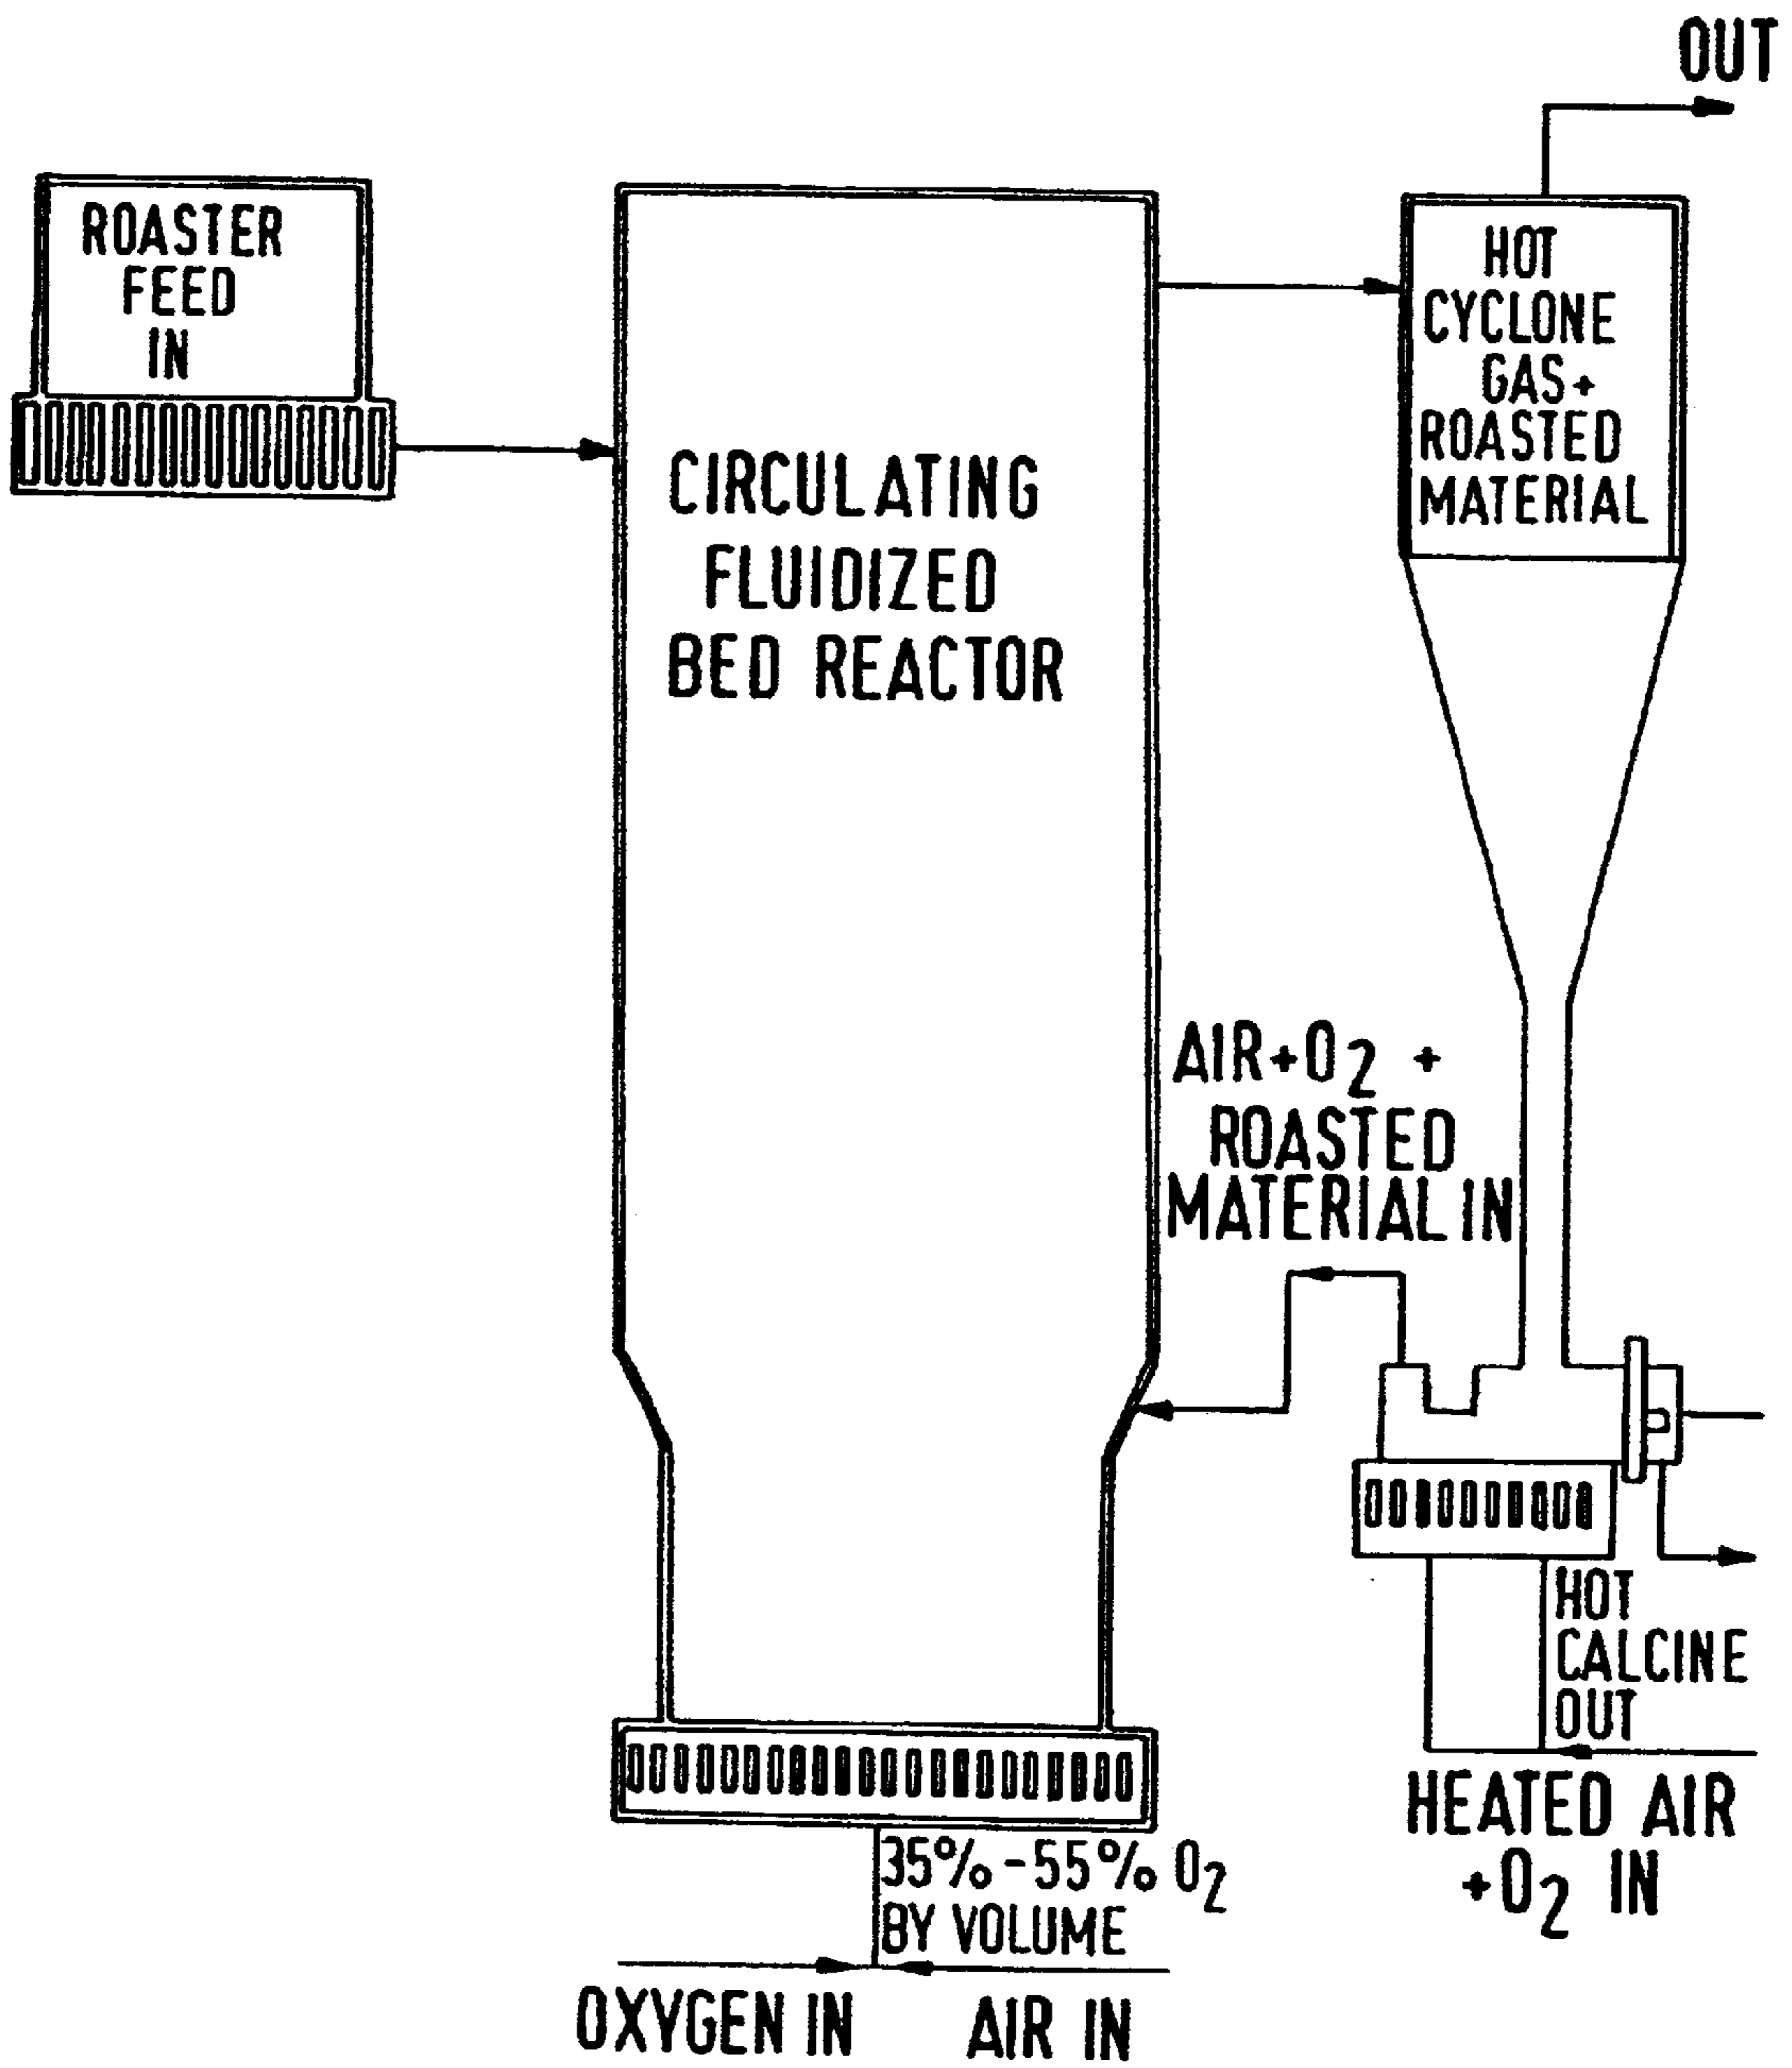 OUT
ROASTER
FEED
IN
HOT
CYCLONE
GAS+
ROASTED
MATERIAL
CIRCULATING
FLUIDIZED
BED REACTOR
AIR+O2 +
ROASTED
MATERIAL IN
HOT
CALCINE
OUT
HEATED AIR
+O2 IN
35%-55% O2
BY VOLUME
OXYGEN IN
AIR IN